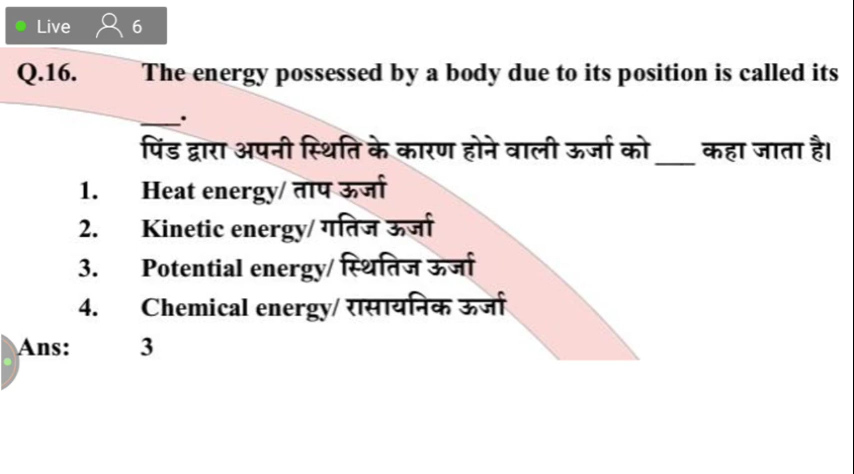 Live 6
Q.16. The energy possessed by a body due to its position is called its
____.
पिंड द्वारा अपनी स्थिति के कारण होने वाली ऊर्जा को ____ कहा जाता है।
1. Heat energy/ ताप ऊर्जा
2. Kinetic energy/ गतिज ऊर्जा
3. Potential energy/ स्थितिज ऊर्जा
4. Chemical energy/ रासायनिक ऊर्जा
Ans: 3